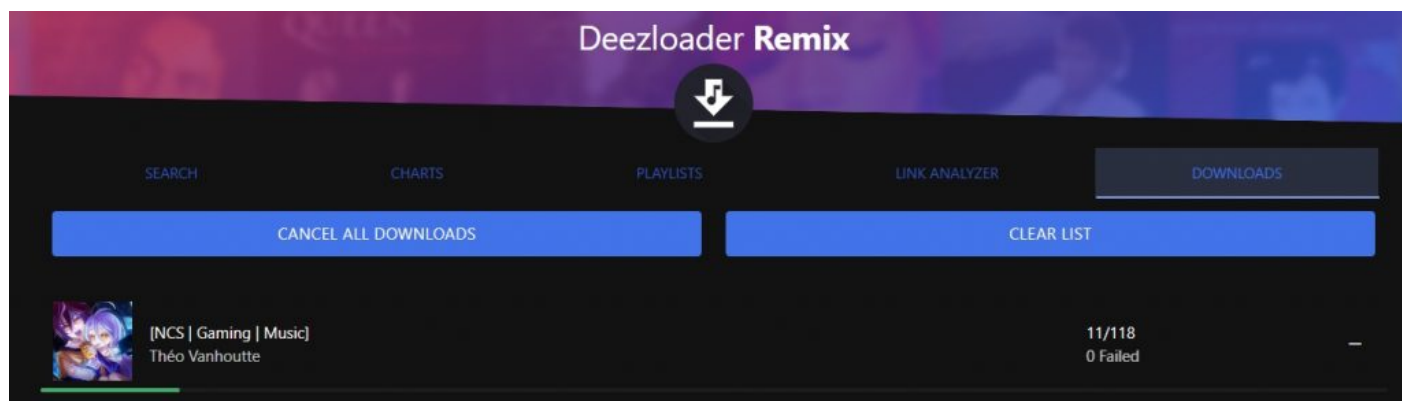 Deezloader Remix
SEARCH
CHARTS
PLAYLISTS
LINK ANALYZER
DOWNLOADS
CANCEL ALL DOWNLOADS
CLEAR LIST
[NCS | Gaming | Music]
Théo Vanhoutte
11/118
0 Failed